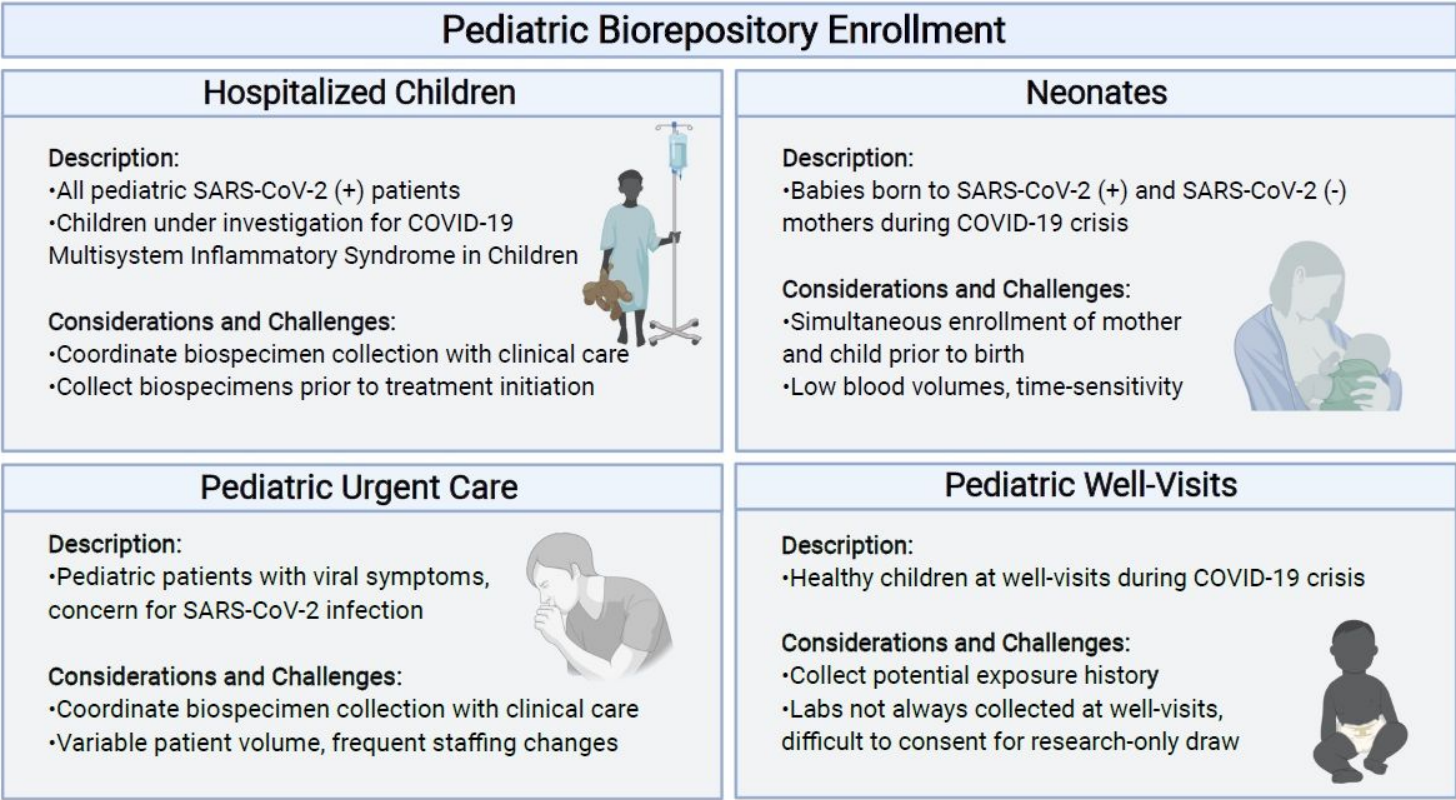 Pediatric Biorepository Enrollment
Hospitalized Children
Description:
•All pediatric SARS-CoV-2 (+) patients
•Children under investigation for COVID-19
Multisystem Inflammatory Syndrome in Children
Considerations and Challenges:
•Coordinate biospecimen collection with clinical care
•Collect biospecimens prior to treatment initiation
Neonates
Description:
•Babies born to SARS-CoV-2 (+) and SARS-CoV-2 (-)
mothers during COVID-19 crisis
Considerations and Challenges:
•Simultaneous enrollment of mother
and child prior to birth
•Low blood volumes, time-sensitivity
Pediatric Urgent Care
Description:
•Pediatric patients with viral symptoms,
concern for SARS-CoV-2 infection
Considerations and Challenges:
•Coordinate biospecimen collection with clinical care
•Variable patient volume, frequent staffing changes
Pediatric Well-Visits
Description:
•Healthy children at well-visits during COVID-19 crisis
Considerations and Challenges:
•Collect potential exposure history
•Labs not always collected at well-visits,
difficult to consent for research-only draw